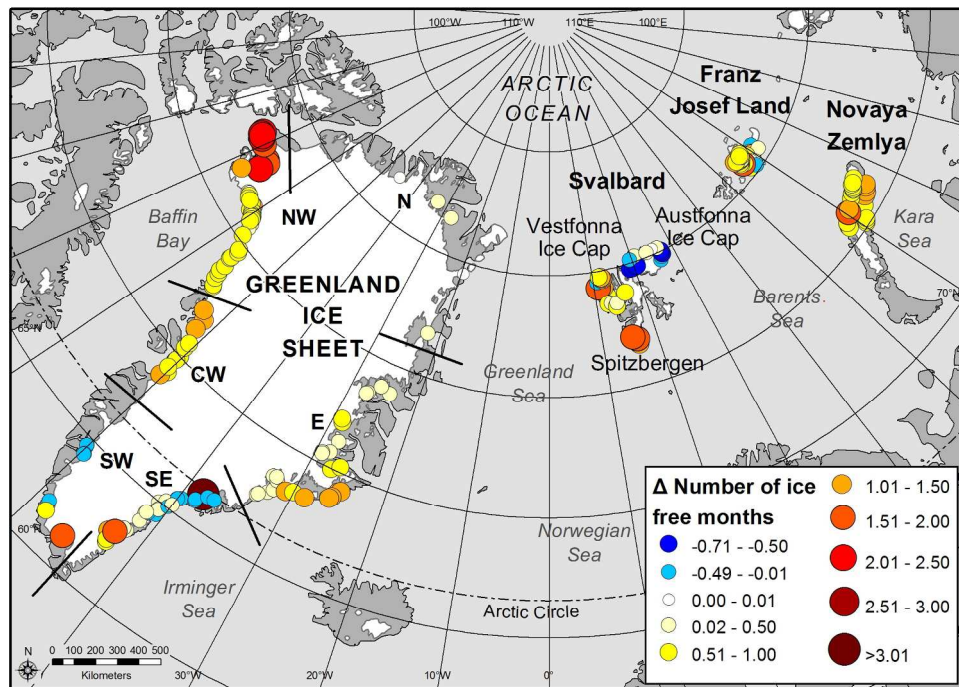 100°W
110°W
110°E
100°E
ARCTIC
OCEAN
Franz
Josef Land
Novaya
Zemlya
Svalbard
Vestfonna
Ice Cap
Austfonna
Ice Cap
Kara
Sea
Baffin
Bay
NW
N
GREENLAND
ICE
SHEET
Barents
Sea
70°N
65°N
Greenland
Sea
Spitzbergen
CW
E
SW
SE
60°N
Irminger
Sea
Norwegian
Sea
Arctic Circle
N
0 100 200 300 400 500
Kilometers
30°W
20°W
10°W
0°E
10°E
20°E
Δ Number of ice
free months
-0.71 - -0.50
-0.49 - -0.01
0.00 - 0.01
0.02 - 0.50
0.51 - 1.00
1.01 - 1.50
1.51 - 2.00
2.01 - 2.50
2.51 - 3.00
>3.01